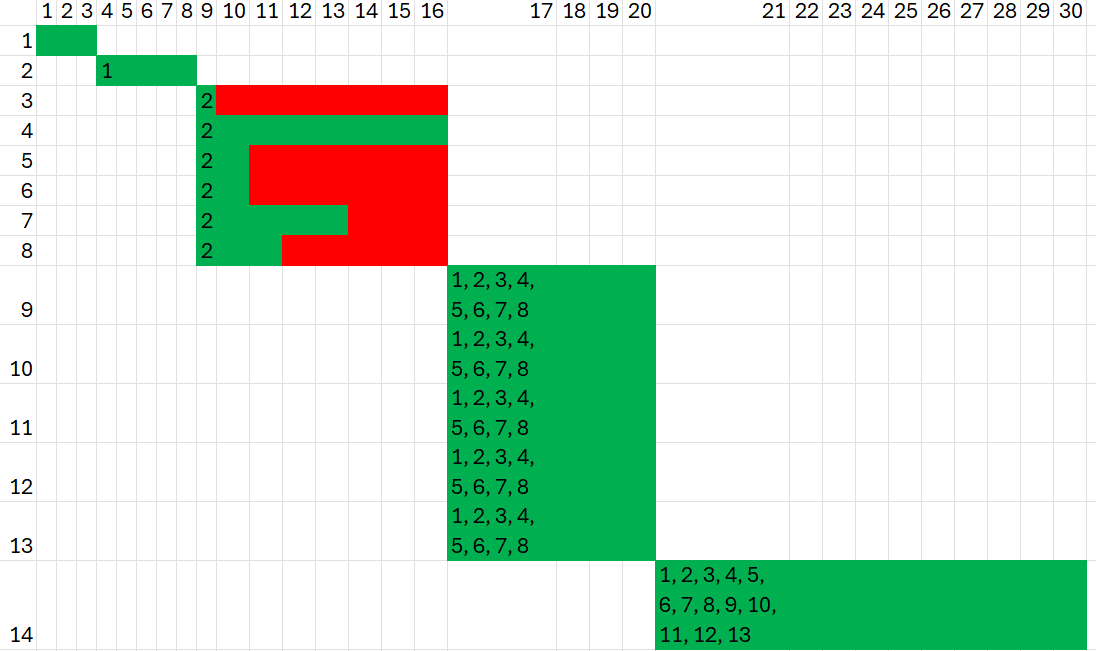 1 2 3 4 5 6 7 8 9 10 11 12 13 14 15 16 17 18 19 20 21 22 23 24 25 26 27 28 29 30
1
2 1
3 2
4 2
5 2
6 2
7 2
8 2
1, 2, 3, 4,
9 5, 6, 7, 8
1, 2, 3, 4,
10 5, 6, 7, 8
1, 2, 3, 4,
11 5, 6, 7, 8
1, 2, 3, 4,
12 5, 6, 7, 8
1, 2, 3, 4,
13 5, 6, 7, 8
1, 2, 3, 4, 5,
6, 7, 8, 9, 10,
14 11, 12, 13